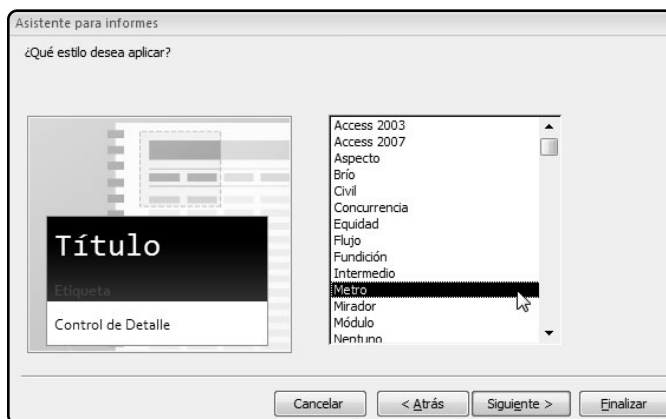 Asistente para informes
¿Qué estilo desea aplicar?
Título
Etiqueta
Control de Detalle
Access 2003
Access 2007
Aspecto
Brío
Civil
Concurrencia
Equidad
Flujo
Fundición
Intermedio
Metro
Mirador
Módulo
Neptuno
Cancelar
< Atrás
Siguiente >
Finalizar